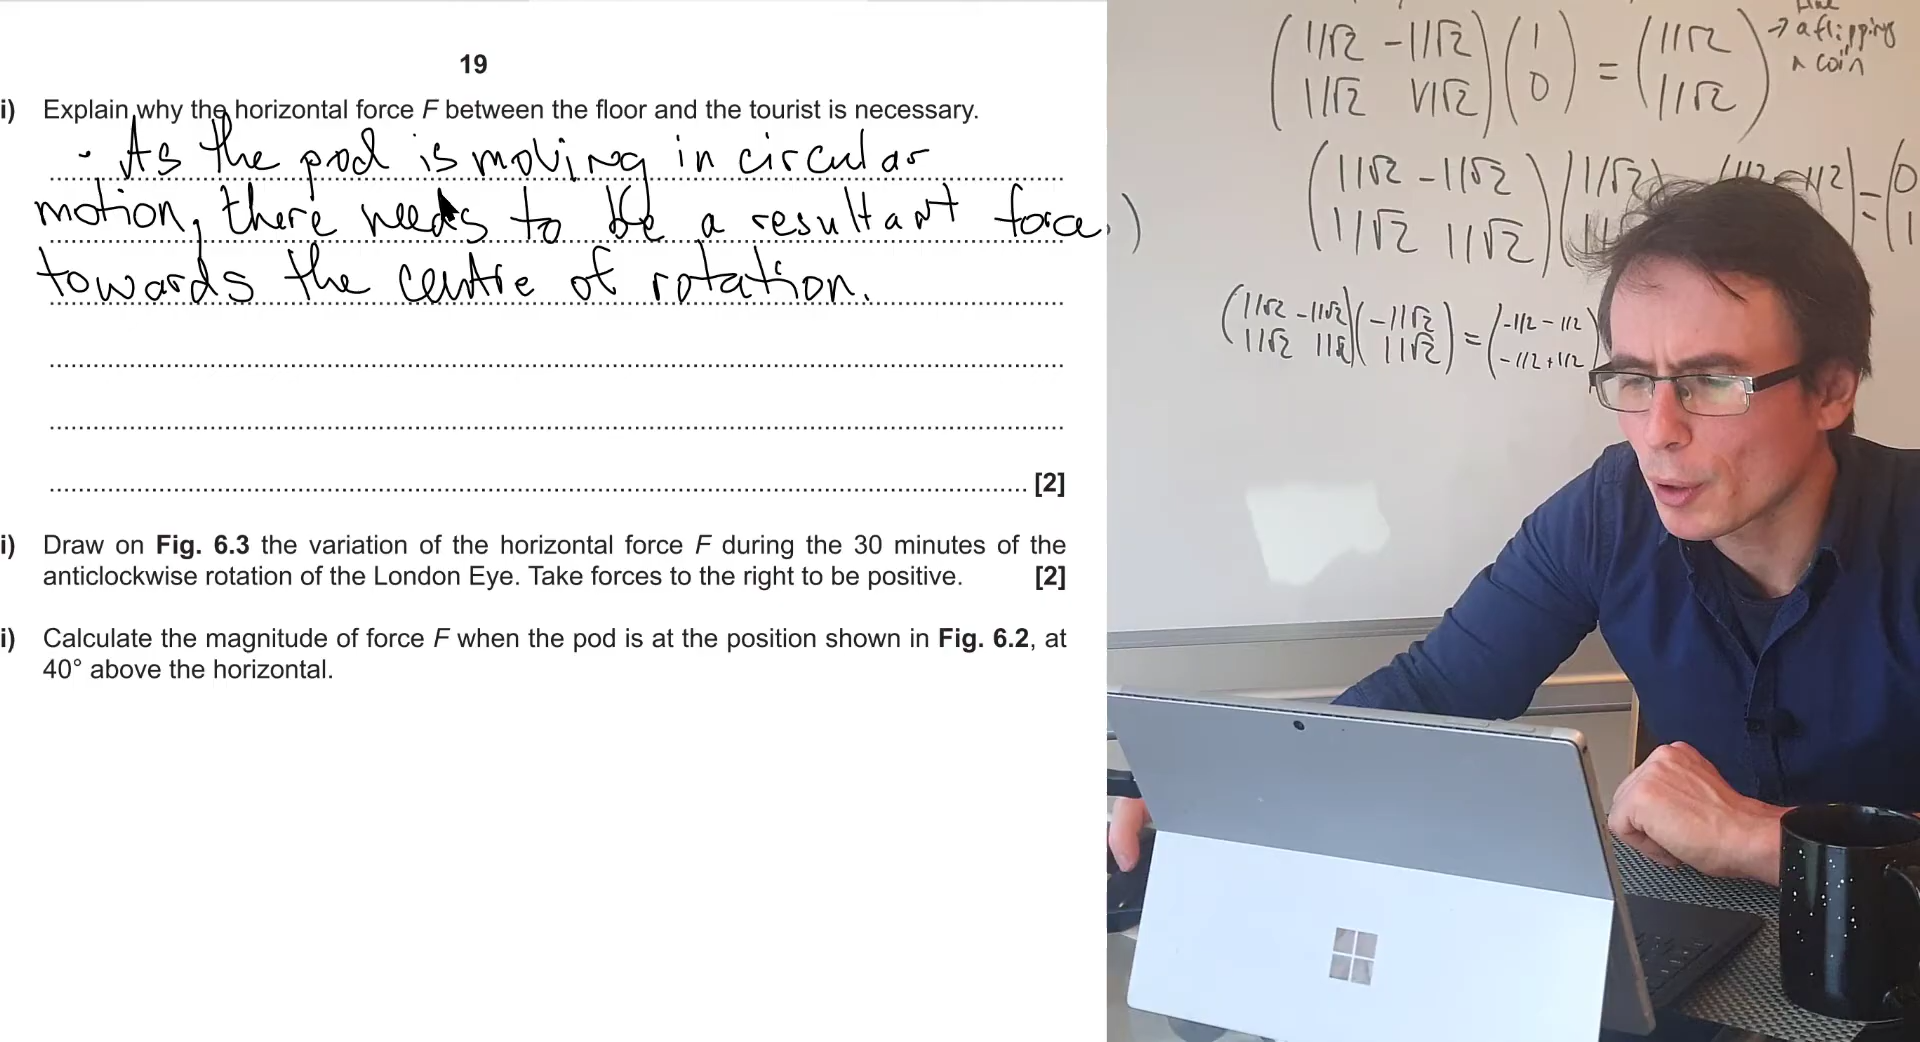 19
i) Explain why the horizontal force F between the floor and the tourist is necessary.
· As the pod is moving in circular
motion, there needs to be a resultant force
towards the centre of rotation.
[2]
i) Draw on Fig. 6.3 the variation of the horizontal force F during the 30 minutes of the
anticlockwise rotation of the London Eye. Take forces to the right to be positive. [2]
i) Calculate the magnitude of force F when the pod is at the position shown in Fig. 6.2, at
40° above the horizontal.
(1/√2 -1/√2) (1) = (1/√2) → a flipping
(1/√2 1/√2) (0) (1/√2) a coin
(1/√2 -1/√2) (1/√2) = (0
(1/√2 1/√2) 1
(1/√2 -1/√2) (-1/√2) = (-1/2 - 1/2)
(1/√2 1/√2) (1/√2) (-1/2 + 1/2)